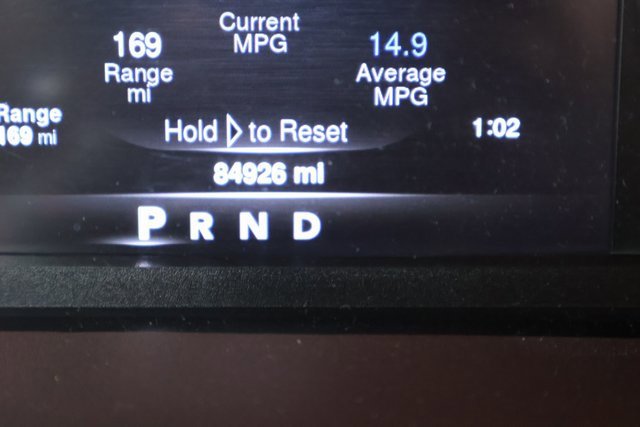 Current
MPG
169
Range
mi
14.9
Average
MPG
Range
169 mi
Hold ▷ to Reset
1:02
84926 mi
P R N D